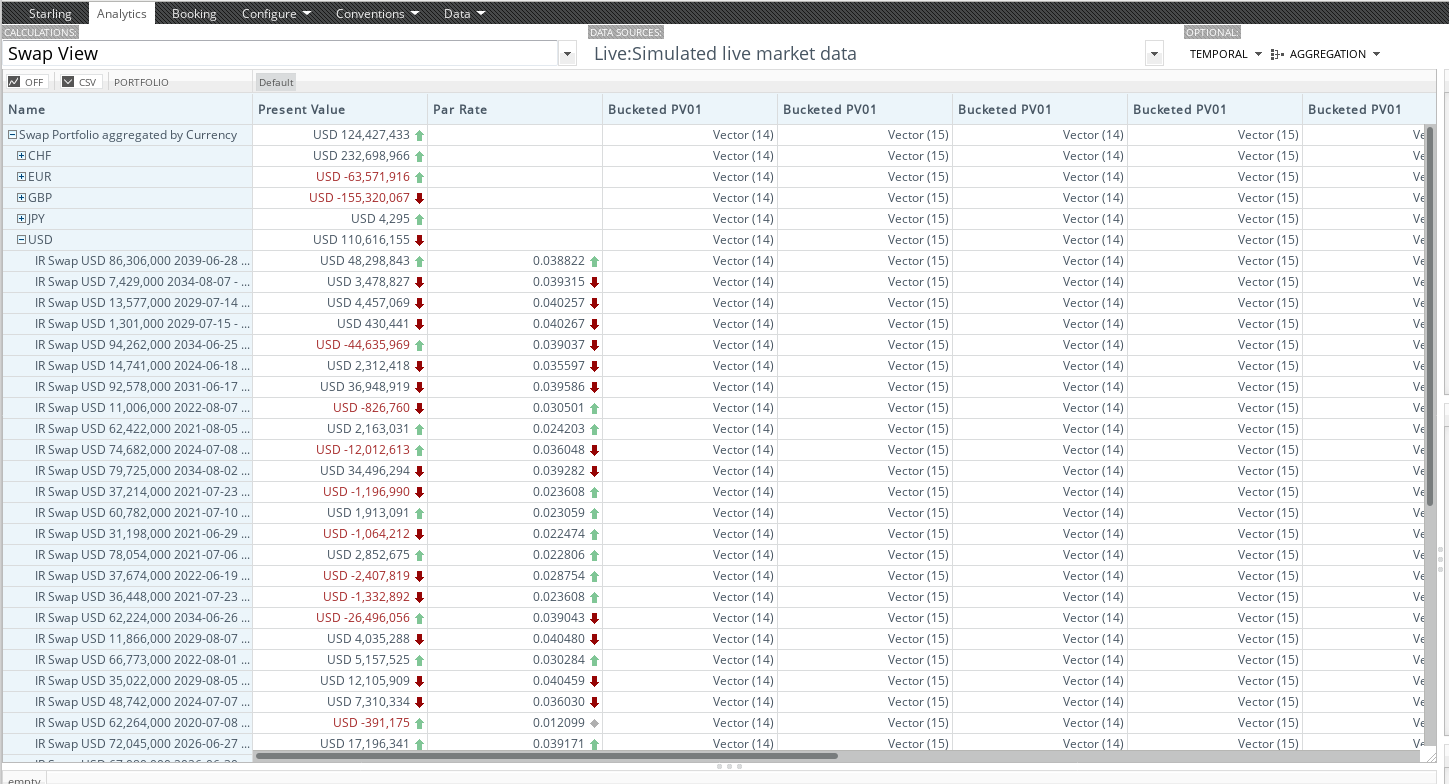 Starling Analytics Booking Configure Conventions Data
CALCULATIONS: DATA SOURCES: OPTIONAL:
Swap View Live:Simulated live market data TEMPORAL AGGREGATION
OFF CSV PORTFOLIO Default
Name Present Value Par Rate Bucketed PV01 Bucketed PV01 Bucketed PV01 Bucketed PV01 Bucketed PV01
Swap Portfolio aggregated by Currency USD 124,427,433 Vector (14) Vector (15) Vector (14) Vector (15) Ve
CHF USD 232,698,966 Vector (14) Vector (15) Vector (14) Vector (15) Ve
EUR USD -63,571,916 Vector (14) Vector (15) Vector (14) Vector (15) Ve
GBP USD -155,320,067 Vector (14) Vector (15) Vector (14) Vector (15) Ve
JPY USD 4,295 Vector (14) Vector (15) Vector (14) Vector (15) Ve
USD USD 110,616,155 Vector (14) Vector (15) Vector (14) Vector (15) Ve
IR Swap USD 86,306,000 2039-06-28 ... USD 48,298,843 0.038822 Vector (14) Vector (15) Vector (14) Vector (15) Ve
IR Swap USD 7,429,000 2034-08-07 - ... USD 3,478,827 0.039315 Vector (14) Vector (15) Vector (14) Vector (15) Ve
IR Swap USD 13,577,000 2029-07-14 ... USD 4,457,069 0.040257 Vector (14) Vector (15) Vector (14) Vector (15) Ve
IR Swap USD 1,301,000 2029-07-15 - ... USD 430,441 0.040267 Vector (14) Vector (15) Vector (14) Vector (15) Ve
IR Swap USD 94,262,000 2034-06-25 ... USD -44,635,969 0.039037 Vector (14) Vector (15) Vector (14) Vector (15) Ve
IR Swap USD 14,741,000 2024-06-18 ... USD 2,312,418 0.035597 Vector (14) Vector (15) Vector (14) Vector (15) Ve
IR Swap USD 92,578,000 2031-06-17 ... USD 36,948,919 0.039586 Vector (14) Vector (15) Vector (14) Vector (15) Ve
IR Swap USD 11,006,000 2022-08-07 ... USD -826,760 0.030501 Vector (14) Vector (15) Vector (14) Vector (15) Ve
IR Swap USD 62,422,000 2021-08-05 ... USD 2,163,031 0.024203 Vector (14) Vector (15) Vector (14) Vector (15) Ve
IR Swap USD 74,682,000 2024-07-08 ... USD -12,012,613 0.036048 Vector (14) Vector (15) Vector (14) Vector (15) Ve
IR Swap USD 79,725,000 2034-08-02 ... USD 34,496,294 0.039282 Vector (14) Vector (15) Vector (14) Vector (15) Ve
IR Swap USD 37,214,000 2021-07-23 ... USD -1,196,990 0.023608 Vector (14) Vector (15) Vector (14) Vector (15) Ve
IR Swap USD 60,782,000 2021-07-10 ... USD 1,913,091 0.023059 Vector (14) Vector (15) Vector (14) Vector (15) Ve
IR Swap USD 31,198,000 2021-06-29 ... USD -1,064,212 0.022474 Vector (14) Vector (15) Vector (14) Vector (15) Ve
IR Swap USD 78,054,000 2021-07-06 ... USD 2,852,675 0.022806 Vector (14) Vector (15) Vector (14) Vector (15) Ve
IR Swap USD 37,674,000 2022-06-19 ... USD -2,407,819 0.028754 Vector (14) Vector (15) Vector (14) Vector (15) Ve
IR Swap USD 36,448,000 2021-07-23 ... USD -1,332,892 0.023608 Vector (14) Vector (15) Vector (14) Vector (15) Ve
IR Swap USD 62,224,000 2034-06-26 ... USD -26,496,056 0.039043 Vector (14) Vector (15) Vector (14) Vector (15) Ve
IR Swap USD 11,866,000 2029-08-07 ... USD 4,035,288 0.040480 Vector (14) Vector (15) Vector (14) Vector (15) Ve
IR Swap USD 66,773,000 2022-08-01 ... USD 5,157,525 0.030284 Vector (14) Vector (15) Vector (14) Vector (15) Ve
IR Swap USD 35,022,000 2029-08-05 ... USD 12,105,909 0.040459 Vector (14) Vector (15) Vector (14) Vector (15) Ve
IR Swap USD 48,742,000 2024-07-07 ... USD 7,310,334 0.036030 Vector (14) Vector (15) Vector (14) Vector (15) Ve
IR Swap USD 62,264,000 2020-07-08 ... USD -391,175 0.012099 Vector (14) Vector (15) Vector (14) Vector (15) Ve
IR Swap USD 72,045,000 2026-06-27 ... USD 17,196,341 0.039171 Vector (14) Vector (15) Vector (14) Vector (15) Ve
IR Swap USD
empty